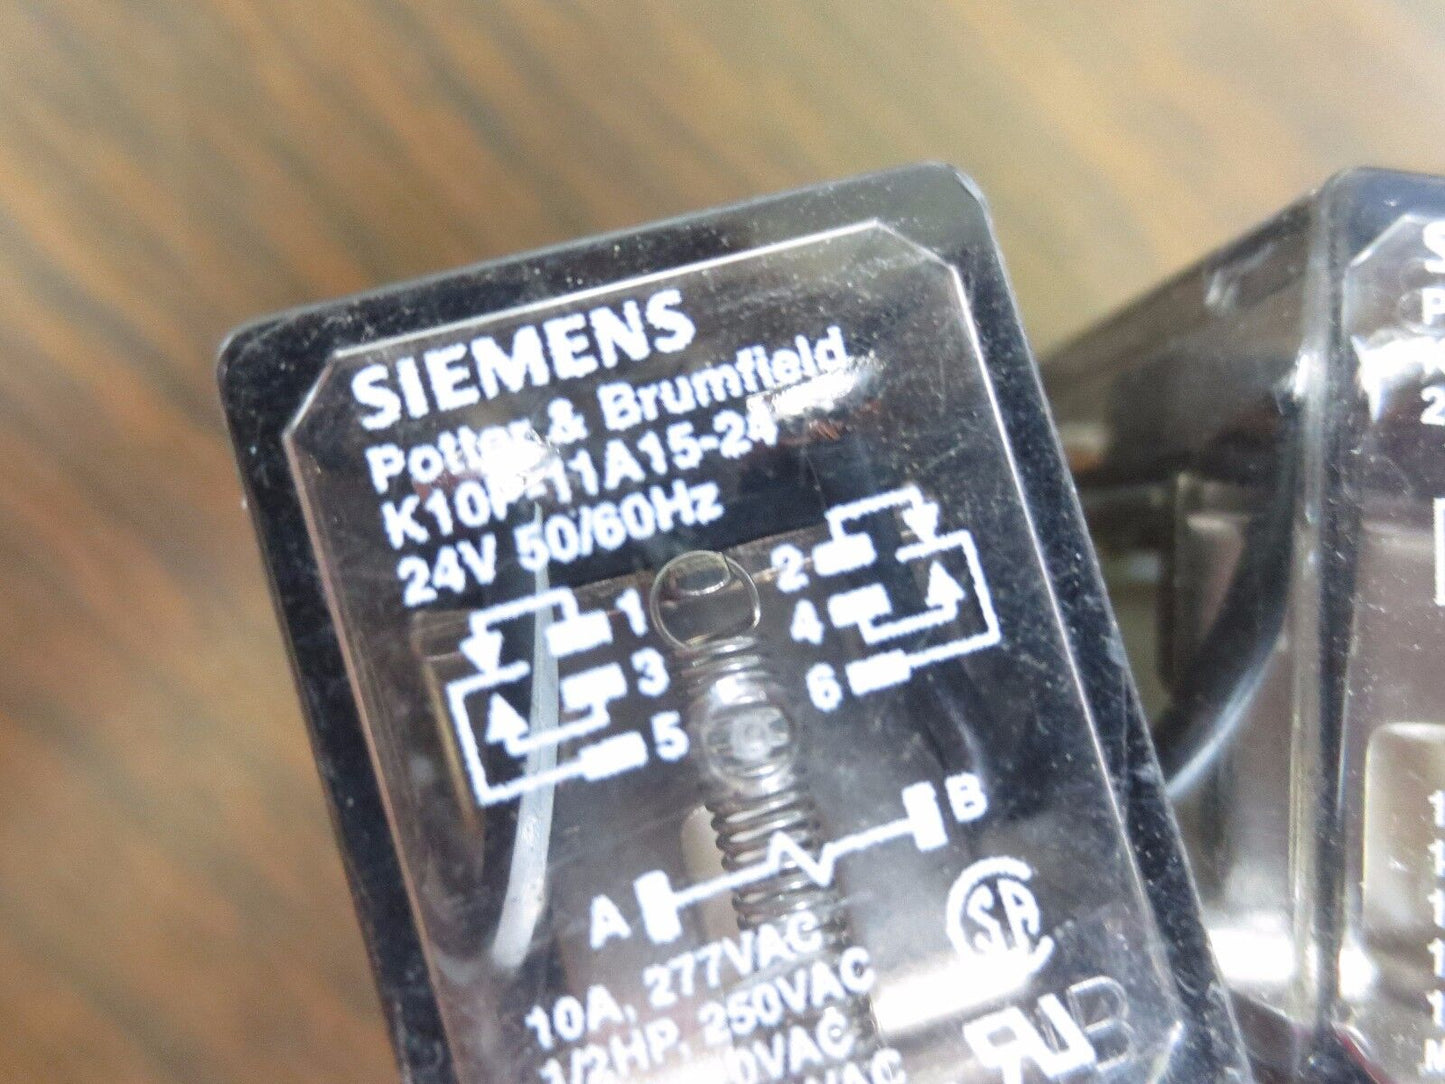 SIEMENS
Potter & Brumfield
K10P-11A15-24
24V 50/60Hz
1
2
3
4
5
6
A
B
10A, 277VAC
1/2HP, 250VAC